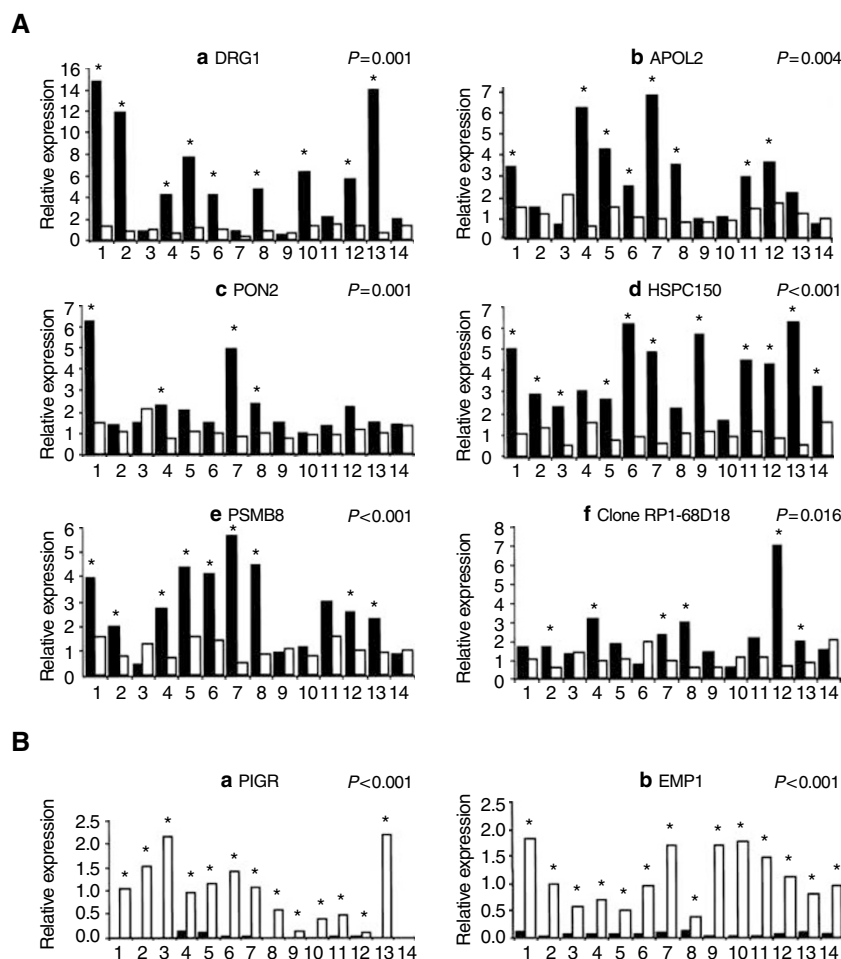 A
a DRG1
P=0.001
Relative expression
16
14
12
10
8
6
4
2
0
1 2 3 4 5 6 7 8 9 10 11 12 13 14
b APOL2
P=0.004
Relative expression
7
6
5
4
3
2
1
0
1 2 3 4 5 6 7 8 9 10 11 12 13 14
c PON2
P=0.001
Relative expression
7
6
5
4
3
2
1
0
1 2 3 4 5 6 7 8 9 10 11 12 13 14
d HSPC150
P<0.001
Relative expression
7
6
5
4
3
2
1
0
1 2 3 4 5 6 7 8 9 10 11 12 13 14
e PSMB8
P<0.001
Relative expression
6
5
4
3
2
1
0
1 2 3 4 5 6 7 8 9 10 11 12 13 14
f Clone RP1-68D18
P=0.016
Relative expression
8
7
6
5
4
3
2
1
0
1 2 3 4 5 6 7 8 9 10 11 12 13 14
B
a PIGR
P<0.001
Relative expression
2.5
2.0
1.5
1.0
0.5
0.0
1 2 3 4 5 6 7 8 9 10 11 12 13 14
b EMP1
P<0.001
Relative expression
2.5
2.0
1.5
1.0
0.5
0.0
1 2 3 4 5 6 7 8 9 10 11 12 13 14